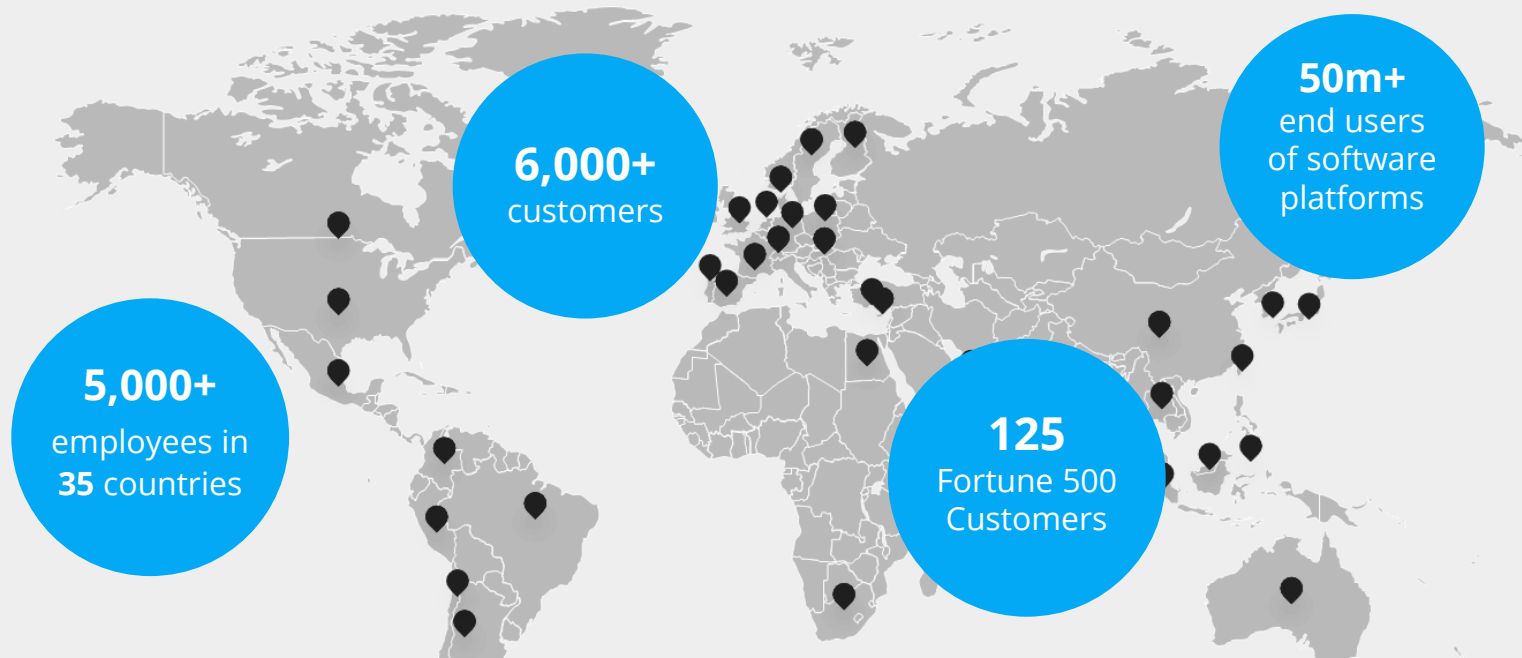 6,000+
customers
50m+
end users
of software
platforms
5,000+
employees in
35 countries
125
Fortune 500
Customers